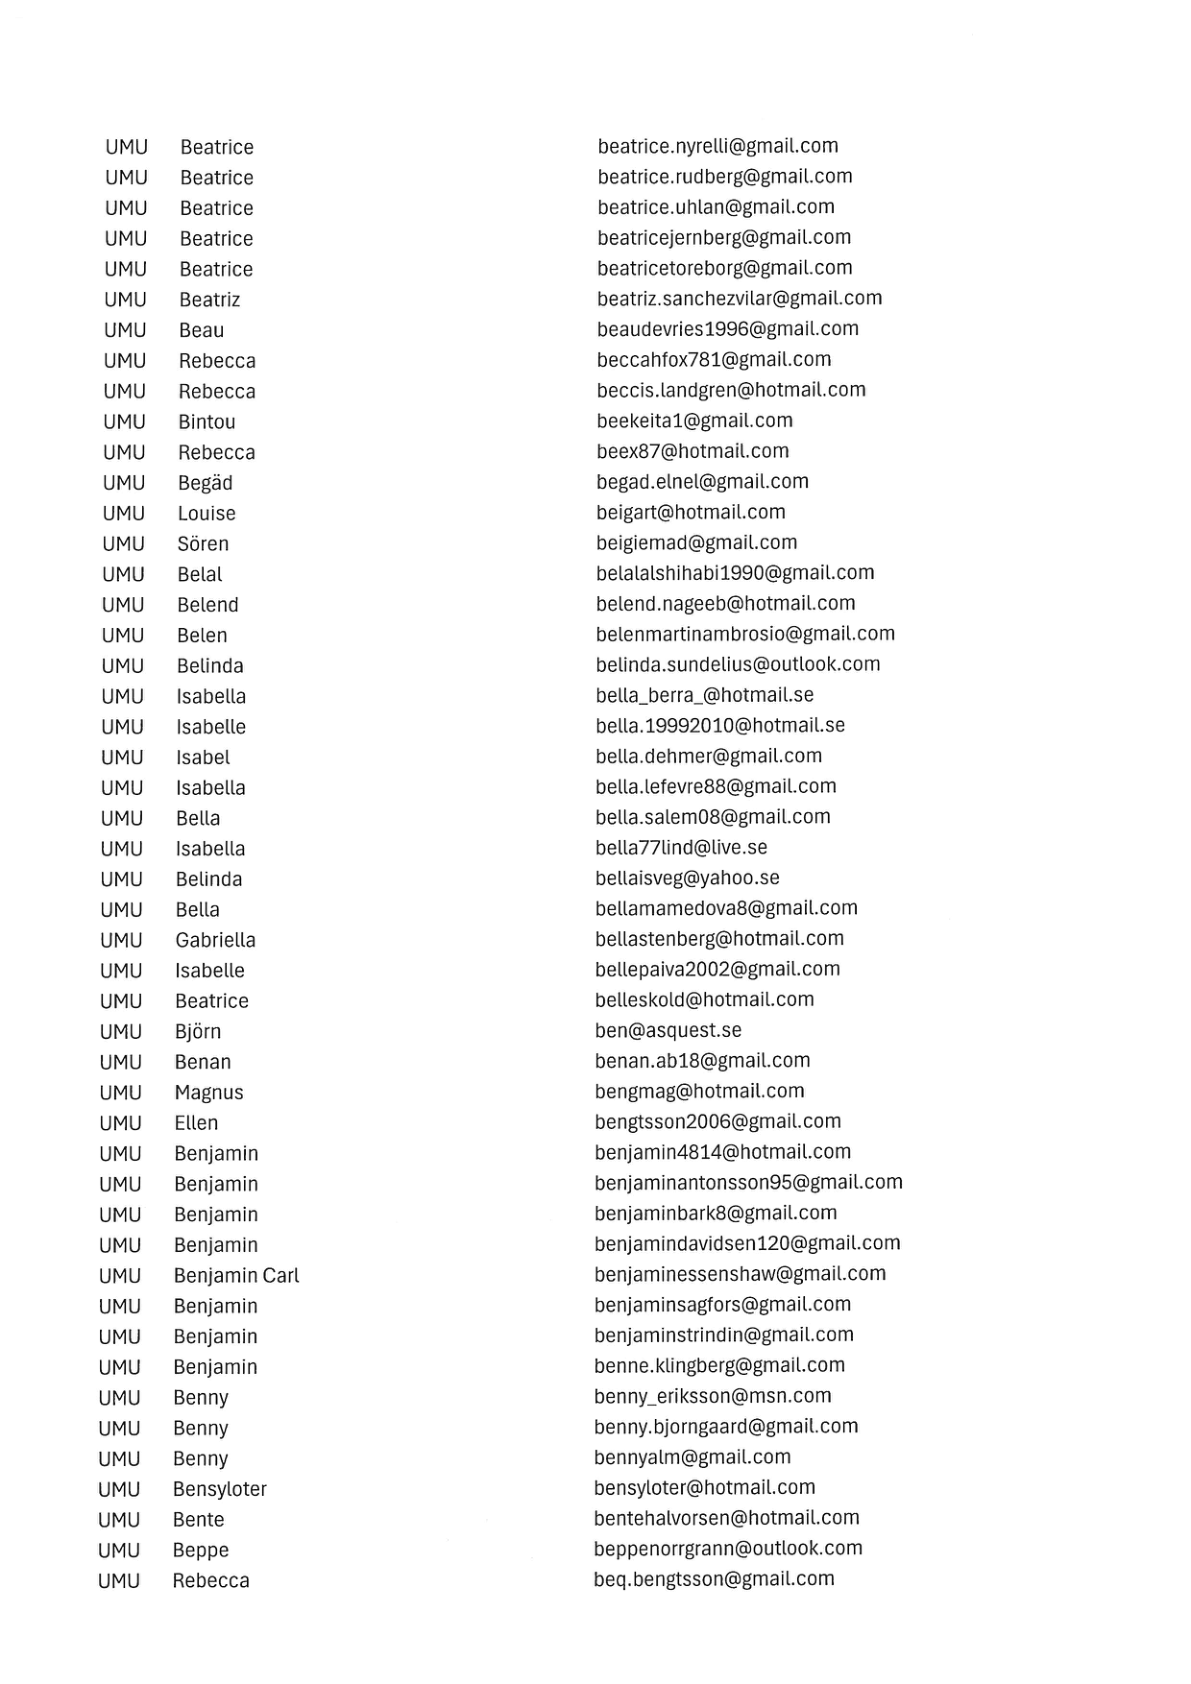 UMU Beatrice beatrice.nyrelli@gmail.com
UMU Beatrice beatrice.rudberg@gmail.com
UMU Beatrice beatrice.uhlan@gmail.com
UMU Beatrice beatricejernberg@gmail.com
UMU Beatrice beatricetoreborg@gmail.com
UMU Beatriz beatriz.sanchezvilar@gmail.com
UMU Beau beaudevries1996@gmail.com
UMU Rebecca beccahfox781@gmail.com
UMU Rebecca beccis.landgren@hotmail.com
UMU Bintou beekeita1@gmail.com
UMU Rebecca beex87@hotmail.com
UMU Begäd begad.elnel@gmail.com
UMU Louise beigart@hotmail.com
UMU Sören beigiemad@gmail.com
UMU Belal belalalshihabi1990@gmail.com
UMU Belend belend.nageeb@hotmail.com
UMU Belen belenmartinambrosio@gmail.com
UMU Belinda belinda.sundelius@outlook.com
UMU Isabella bella_berra_@hotmail.se
UMU Isabelle bella.19992010@hotmail.se
UMU Isabel bella.dehmer@gmail.com
UMU Isabella bella.lefevre88@gmail.com
UMU Bella bella.salem08@gmail.com
UMU Isabella bella77lind@live.se
UMU Belinda bellaisveg@yahoo.se
UMU Bella bellamamedova8@gmail.com
UMU Gabriella bellastenberg@hotmail.com
UMU Isabelle bellepaiva2002@gmail.com
UMU Beatrice belleskold@hotmail.com
UMU Björn ben@asquest.se
UMU Benan benan.ab18@gmail.com
UMU Magnus bengmag@hotmail.com
UMU Ellen bengtsson2006@gmail.com
UMU Benjamin benjamin4814@hotmail.com
UMU Benjamin benjaminantonsson95@gmail.com
UMU Benjamin benjaminbark8@gmail.com
UMU Benjamin benjamindavidsen120@gmail.com
UMU Benjamin Carl benjaminessenshaw@gmail.com
UMU Benjamin benjaminsagfors@gmail.com
UMU Benjamin benjaminstrindin@gmail.com
UMU Benjamin benne.klingberg@gmail.com
UMU Benny benny_eriksson@msn.com
UMU Benny benny.bjorngaard@gmail.com
UMU Benny bennyalm@gmail.com
UMU Bensyloter bensyloter@hotmail.com
UMU Bente bentehalvorsen@hotmail.com
UMU Beppe beppenorrgrann@outlook.com
UMU Rebecca beq.bengtsson@gmail.com